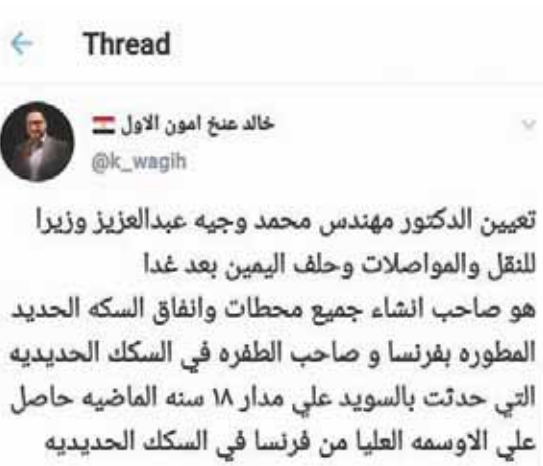 Thread
خالد عنخ امون الاول
@k_wagih
تعيين الدكتور مهندس محمد وجيه عبدالعزيز وزيرا
للنقل والمواصلات وحلف اليمين بعد غدا
هو صاحب انشاء جميع محطات وانفاق السكه الحديد
المطوره بفرنسا و صاحب الطفره في السكك الحديديه
التي حدثت بالسويد علي مدار ١٨ سنه الماضيه حاصل
علي الاوسمه العليا من فرنسا في السكك الحديديه